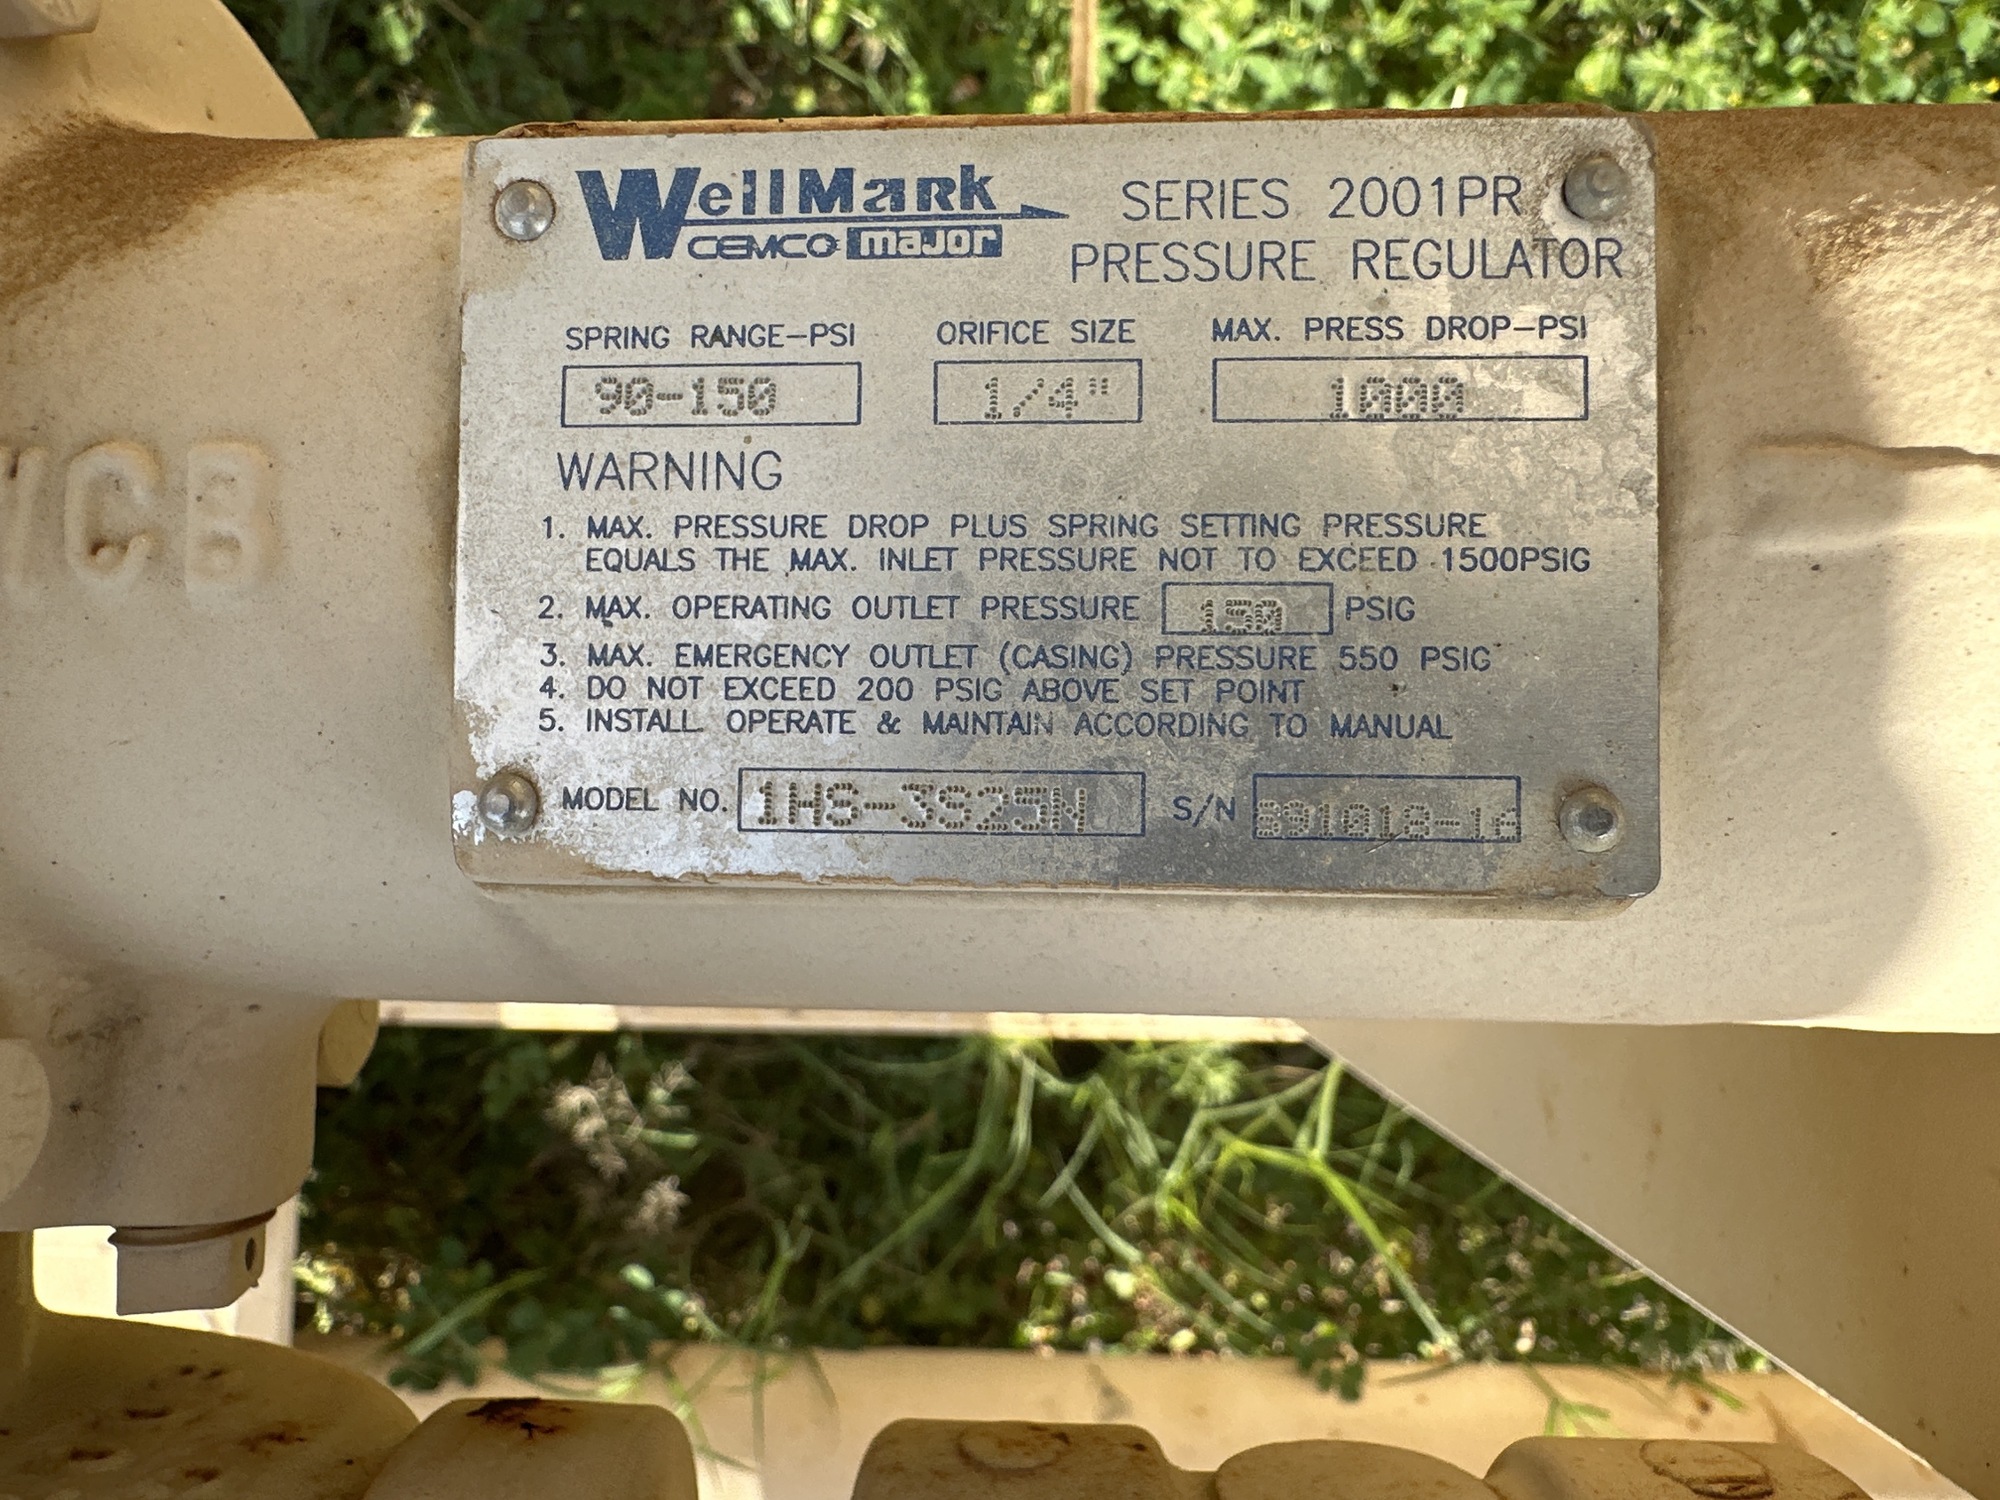 WellMark
CEMCO major
SERIES 2001PR
PRESSURE REGULATOR
SPRING RANGE-PSI ORIFICE SIZE MAX. PRESS DROP-PSI
90-150 1/4" 1000
WARNING
1. MAX. PRESSURE DROP PLUS SPRING SETTING PRESSURE
EQUALS THE MAX. INLET PRESSURE NOT TO EXCEED 1500PSIG
2. MAX. OPERATING OUTLET PRESSURE 150 PSIG
3. MAX. EMERGENCY OUTLET (CASING) PRESSURE 550 PSIG
4. DO NOT EXCEED 200 PSIG ABOVE SET POINT
5. INSTALL OPERATE & MAINTAIN ACCORDING TO MANUAL
MODEL NO. 1HS-3S25N S/N
CB